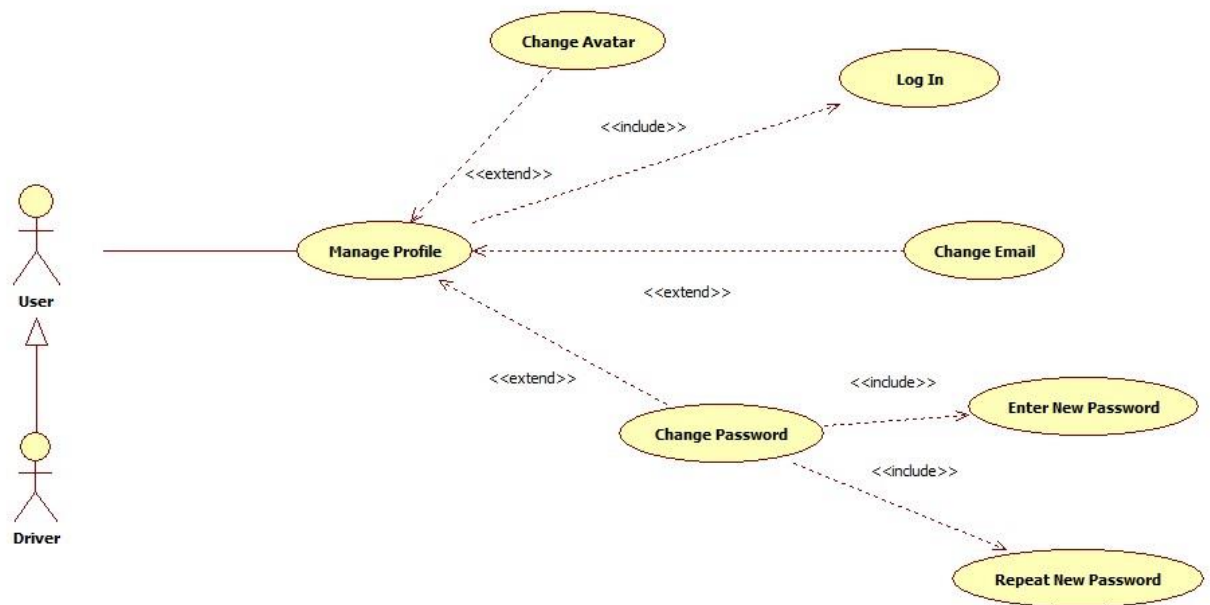 Change Avatar
Log In
<<include>>
<<extend>>
User
Manage Profile
Change Email
<<extend>>
<<extend>>
<<include>>
Enter New Password
Change Password
<<include>>
Driver
Repeat New Password